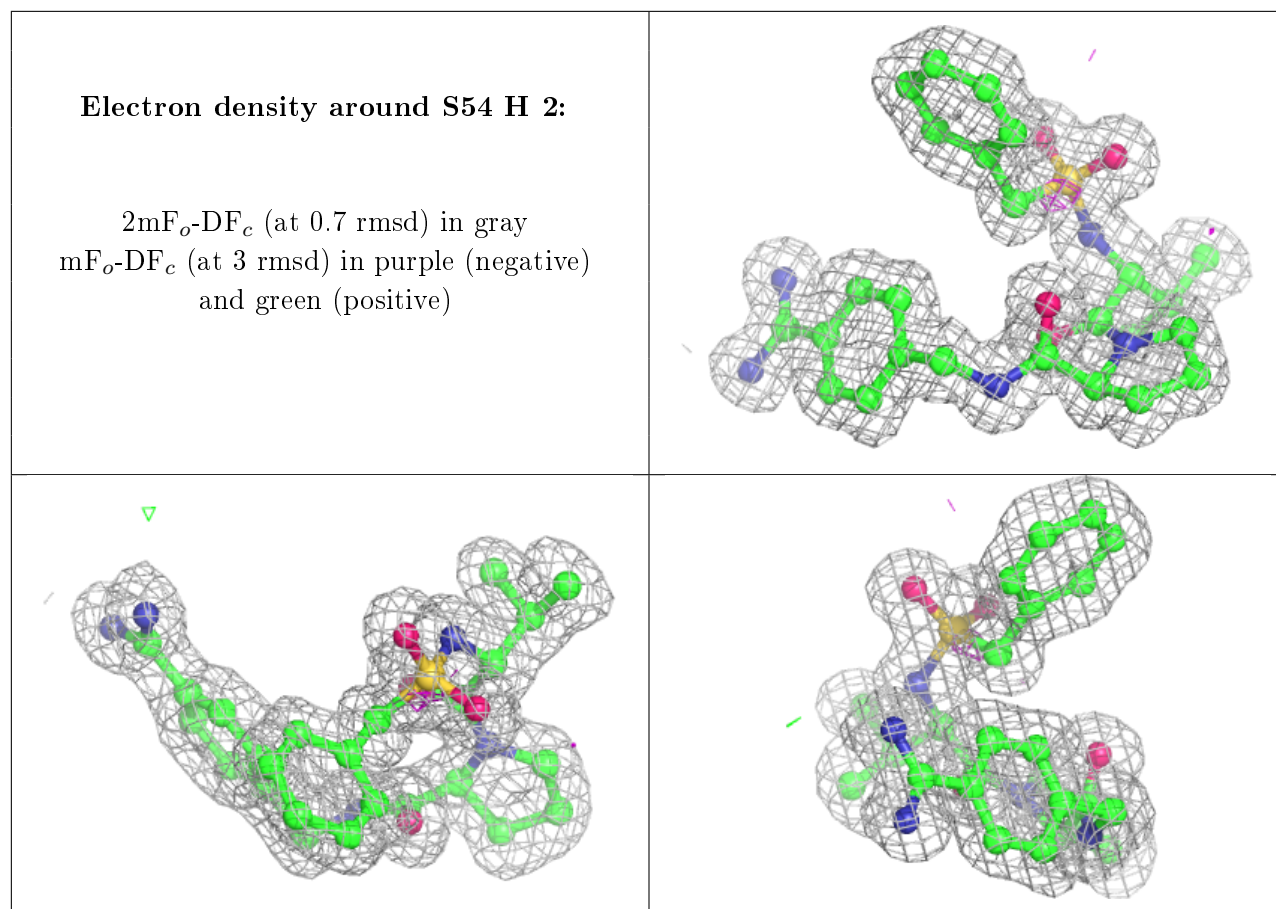 Electron density around S54 H 2:
2mFo-DFc (at 0.7 rmsd) in gray
mFo-DFc (at 3 rmsd) in purple (negative)
and green (positive)